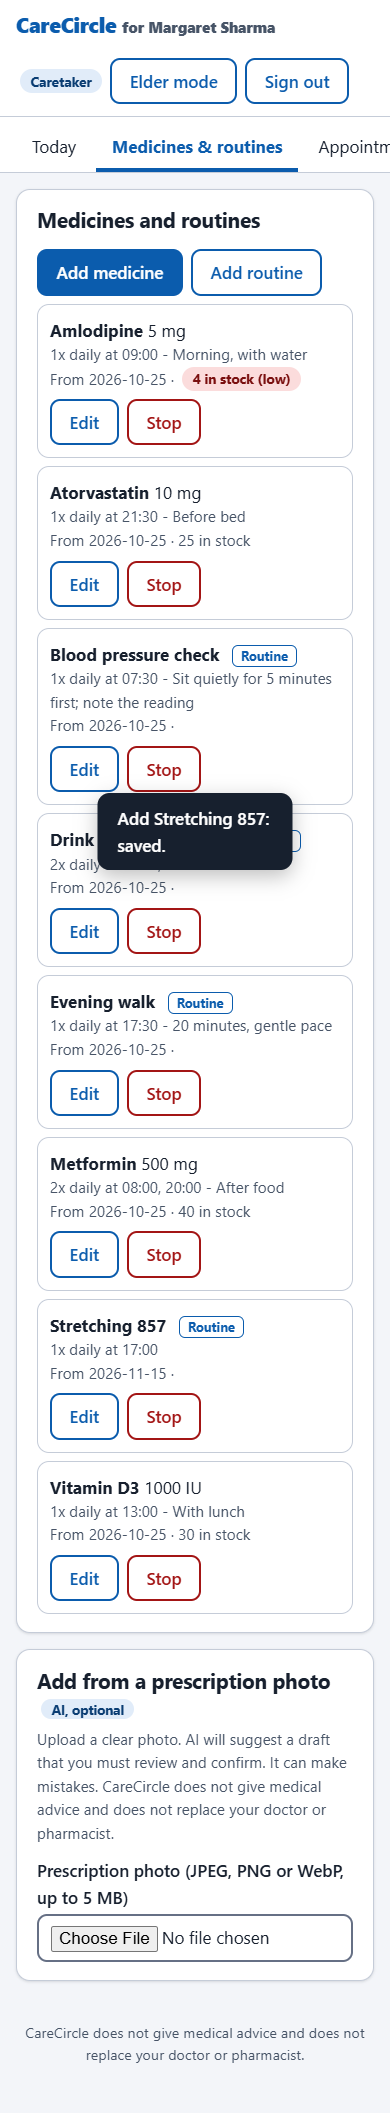 CareCircle for Margaret Sharma
Caretaker
Elder mode
Sign out
Today
Medicines & routines
Appointm
Medicines and routines
Add medicine
Add routine
Amlodipine 5 mg
1x daily at 09:00 - Morning, with water
From 2026-10-25 · 4 in stock (low)
Edit
Stop
Atorvastatin 10 mg
1x daily at 21:30 - Before bed
From 2026-10-25 · 25 in stock
Edit
Stop
Blood pressure check Routine
1x daily at 07:30 - Sit quietly for 5 minutes
first; note the reading
From 2026-10-25 ·
Edit
Stop
Add Stretching 857:
saved.
Drink
2x daily
From 2026-10-25 ·
Edit
Stop
Evening walk Routine
1x daily at 17:30 - 20 minutes, gentle pace
From 2026-10-25 ·
Edit
Stop
Metformin 500 mg
2x daily at 08:00, 20:00 - After food
From 2026-10-25 · 40 in stock
Edit
Stop
Stretching 857 Routine
1x daily at 17:00
From 2026-11-15 ·
Edit
Stop
Vitamin D3 1000 IU
1x daily at 13:00 - With lunch
From 2026-10-25 · 30 in stock
Edit
Stop
Add from a prescription photo
AI, optional
Upload a clear photo. AI will suggest a draft
that you must review and confirm. It can make
mistakes. CareCircle does not give medical
advice and does not replace your doctor or
pharmacist.
Prescription photo (JPEG, PNG or WebP,
up to 5 MB)
Choose File No file chosen
CareCircle does not give medical advice and does not
replace your doctor or pharmacist.